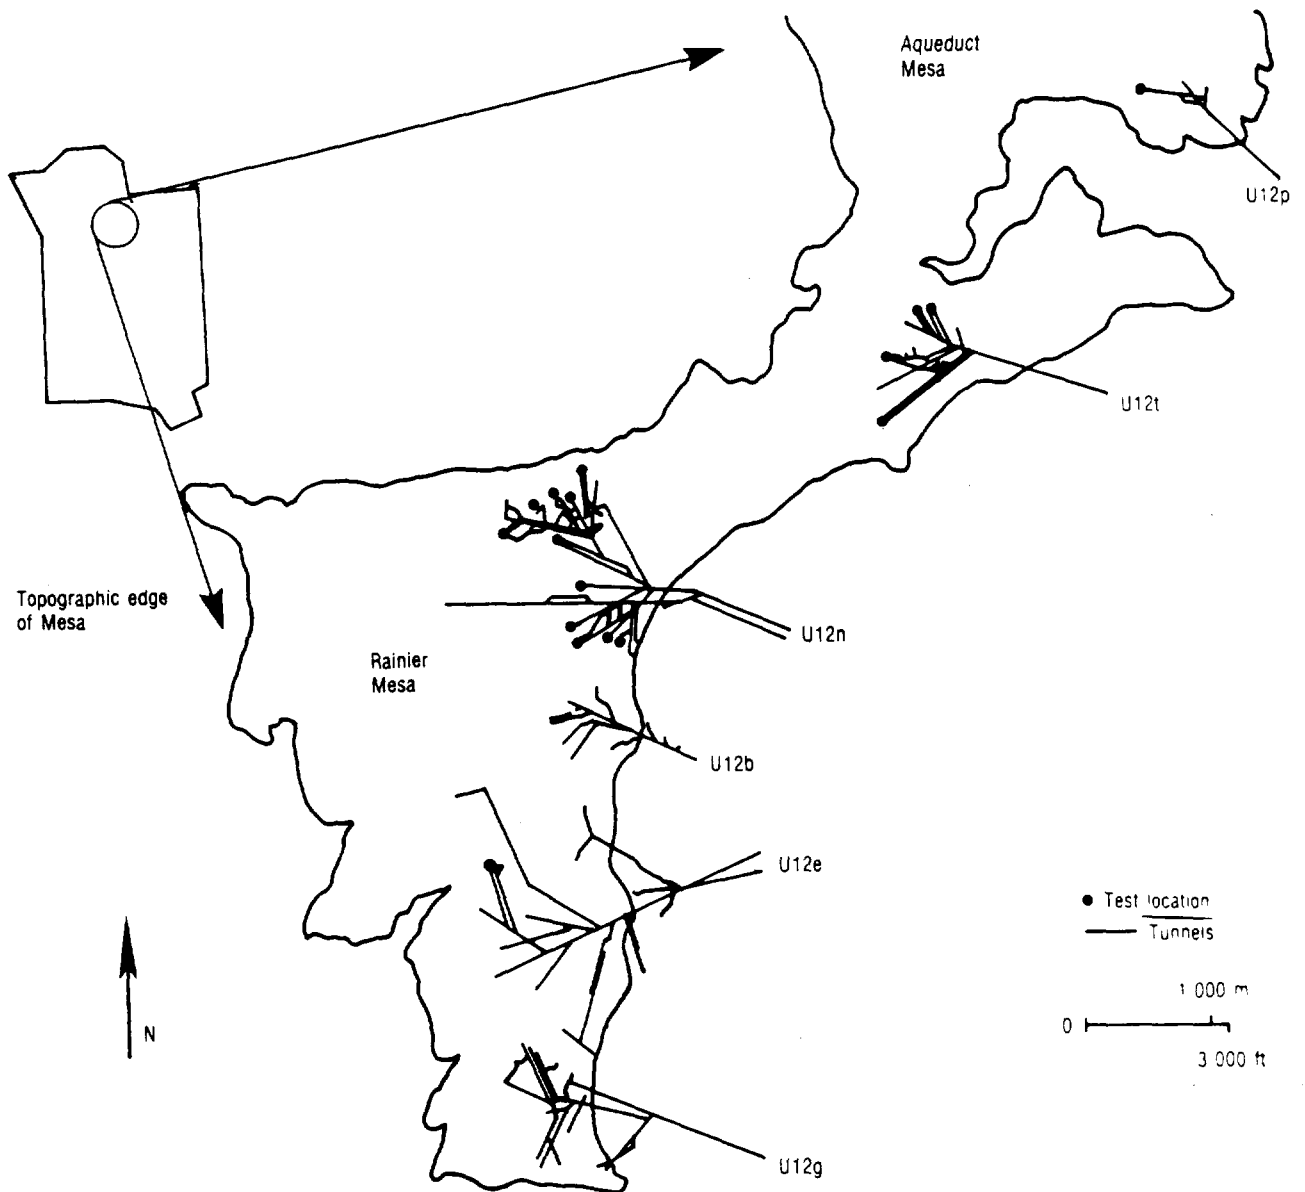 Aqueduct
Mesa
U12p
U12t
Topographic edge
of Mesa
U12n
Rainier
Mesa
U12b
U12e
Test location
Tunnels
1 000 m
N
0
3 000 ft
U12g